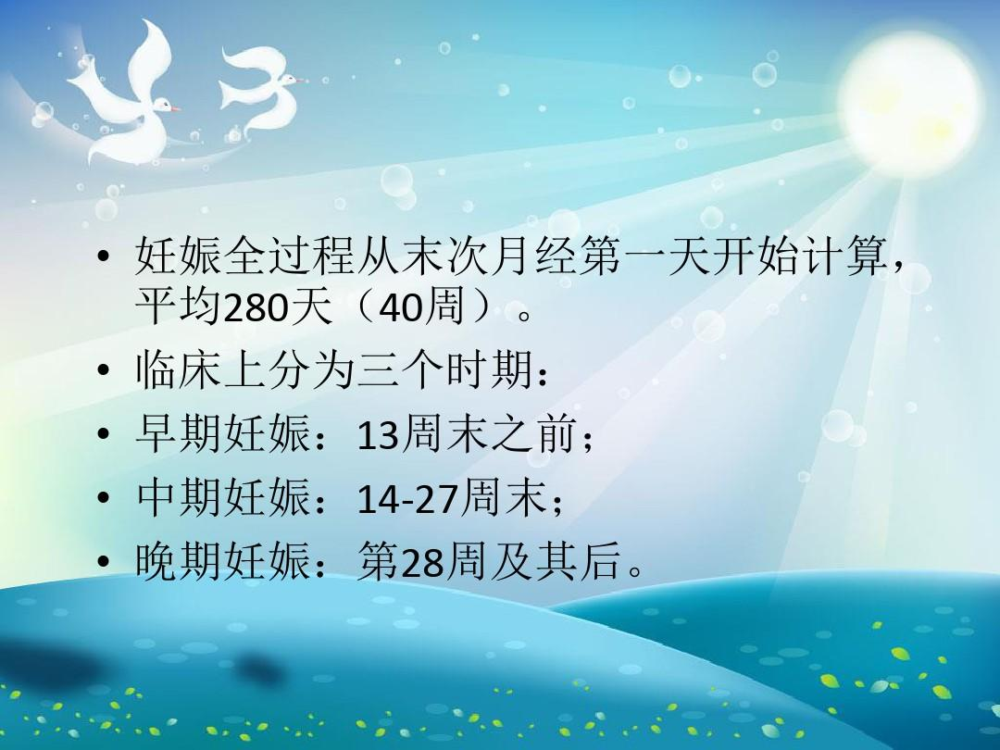 • 妊娠全过程从末次月经第一天开始计算，
平均280天（40周）。
• 临床上分为三个时期：
• 早期妊娠：13周末之前；
• 中期妊娠：14-27周末；
• 晚期妊娠：第28周及其后。